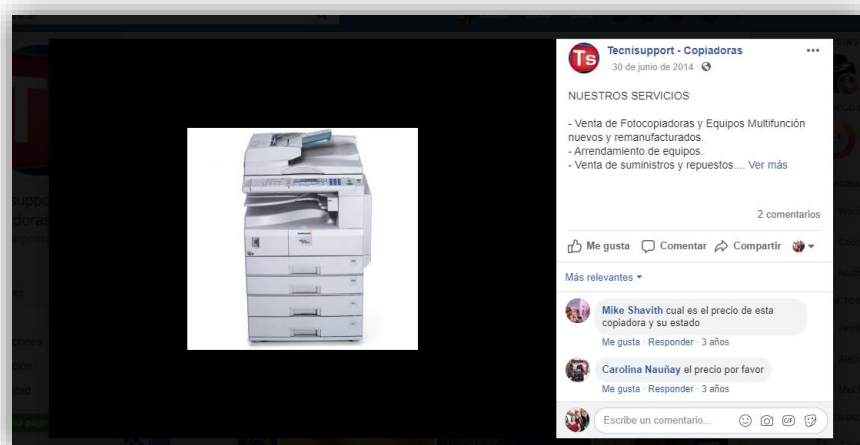 Ts
Tecnisupport - Copiadoras
30 de junio de 2014
NUESTROS SERVICIOS
- Venta de Fotocopiadoras y Equipos Multifunción
nuevos y remanufacturados.
- Arrendamiento de equipos.
- Venta de suministros y repuestos.... Ver más
2 comentarios
Me gusta Comentar Compartir
Más relevantes
Mike Shavith cual es el precio de esta
copiadora y su estado
Me gusta · Responder · 3 años
Carolina Nauñay el precio por favor
Me gusta · Responder · 3 años
Escribe un comentario...
GIF